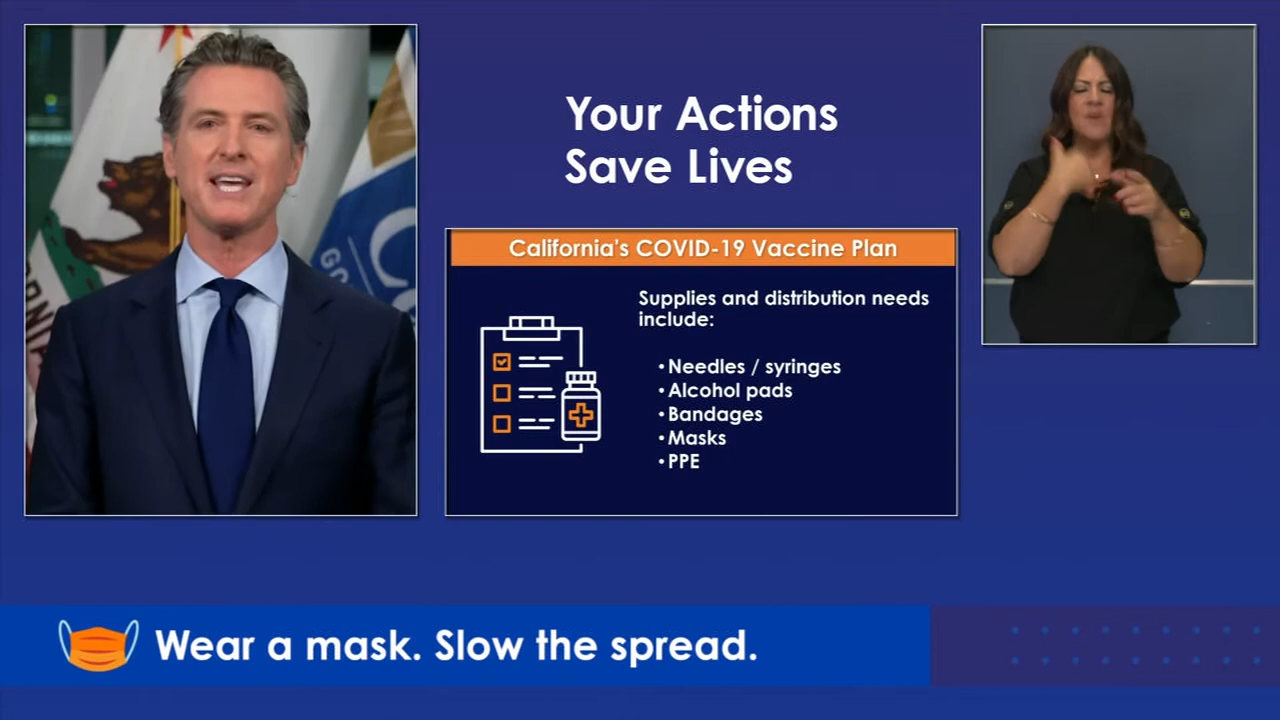 Your Actions
Save Lives
California's COVID-19 Vaccine Plan
Supplies and distribution needs
include:
• Needles / syringes
• Alcohol pads
• Bandages
• Masks
• PPE
Wear a mask. Slow the spread.